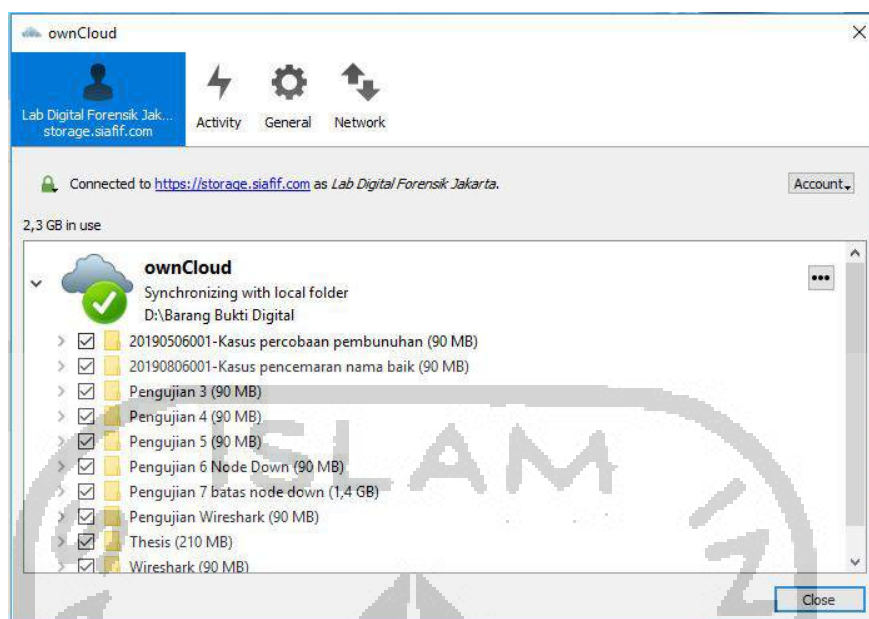 ownCloud
Lab Digital Forensik Jak...
storage.siafif.com
Activity
General
Network
Connected to https://storage.siafif.com as Lab Digital Forensik Jakarta.
Account
2,3 GB in use
ownCloud
Synchronizing with local folder
D:\Barang Bukti Digital
20190506001-Kasus percobaan pembunuhan (90 MB)
20190806001-Kasus pencemaran nama baik (90 MB)
Pengujian 3 (90 MB)
Pengujian 4 (90 MB)
Pengujian 5 (90 MB)
Pengujian 6 Node Down (90 MB)
Pengujian 7 batas node down (1,4 GB)
Pengujian Wireshark (90 MB)
Thesis (210 MB)
Wireshark (90 MB)
Close
ISLAM